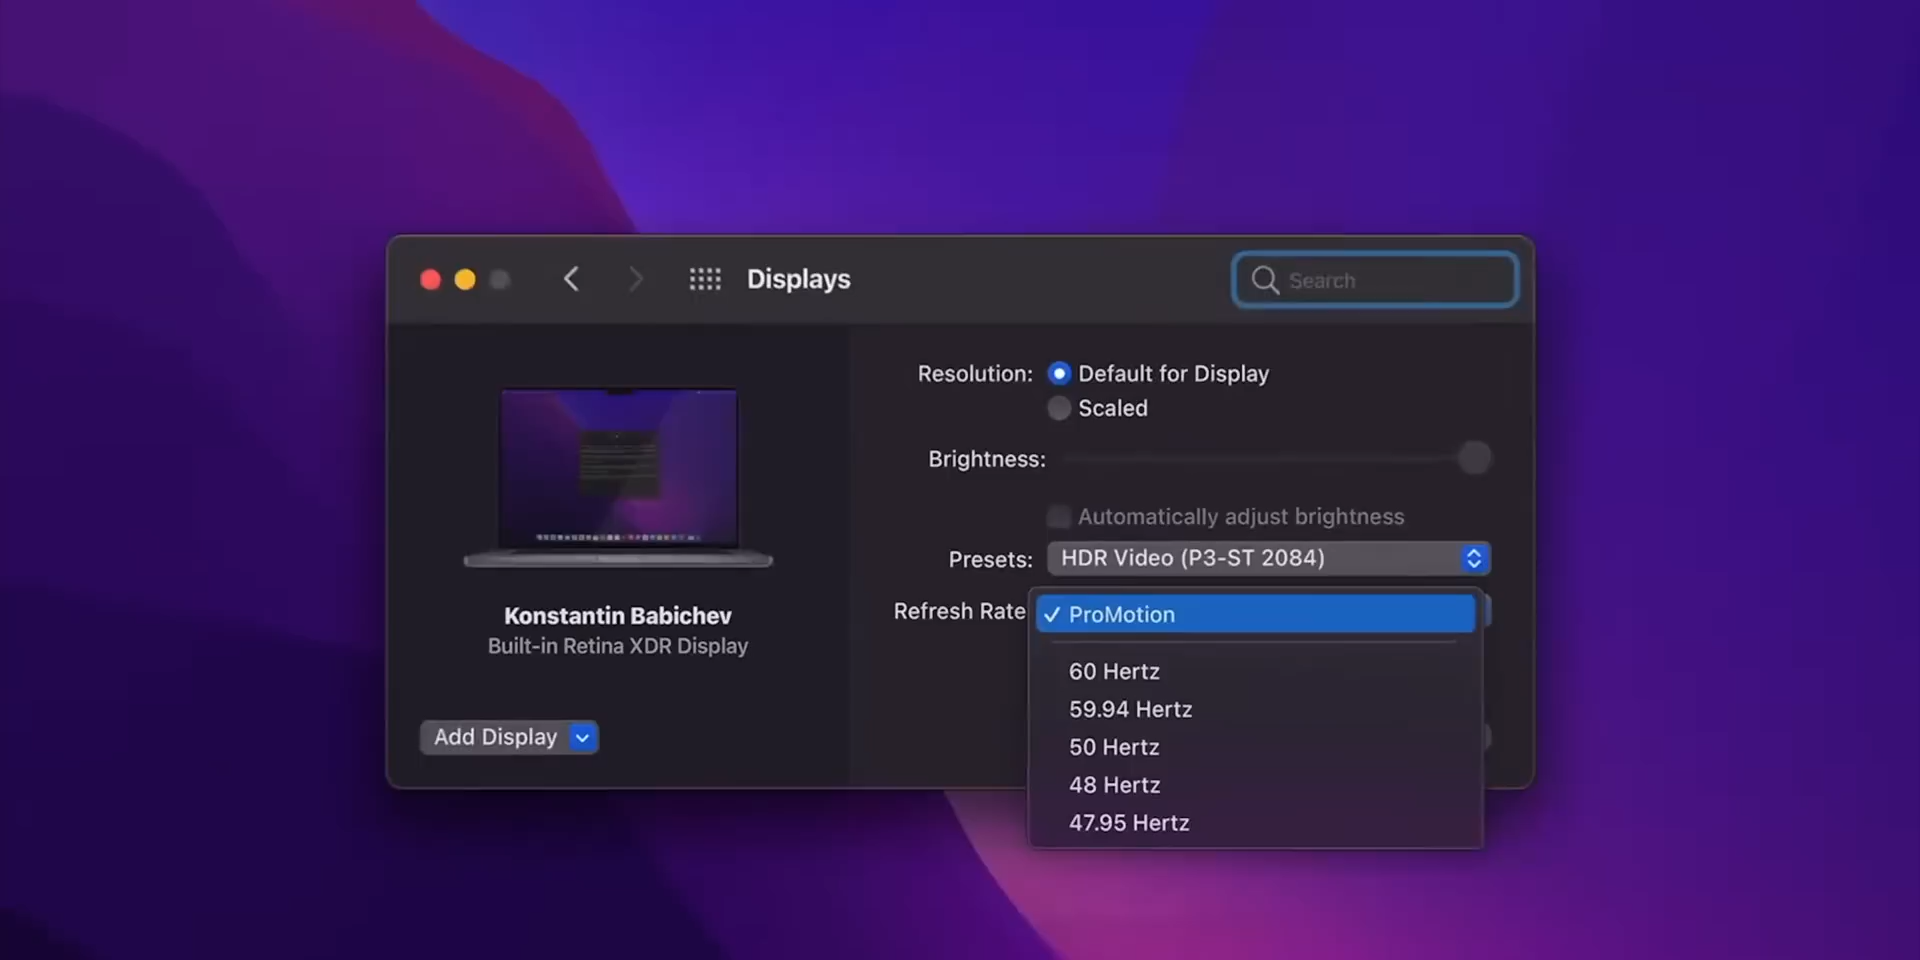 Displays
Search
Resolution: Default for Display
Scaled
Brightness:
Automatically adjust brightness
Presets: HDR Video (P3-ST 2084)
Refresh Rate
✓ ProMotion
60 Hertz
59.94 Hertz
50 Hertz
48 Hertz
47.95 Hertz
Konstantin Babichev
Built-in Retina XDR Display
Add Display